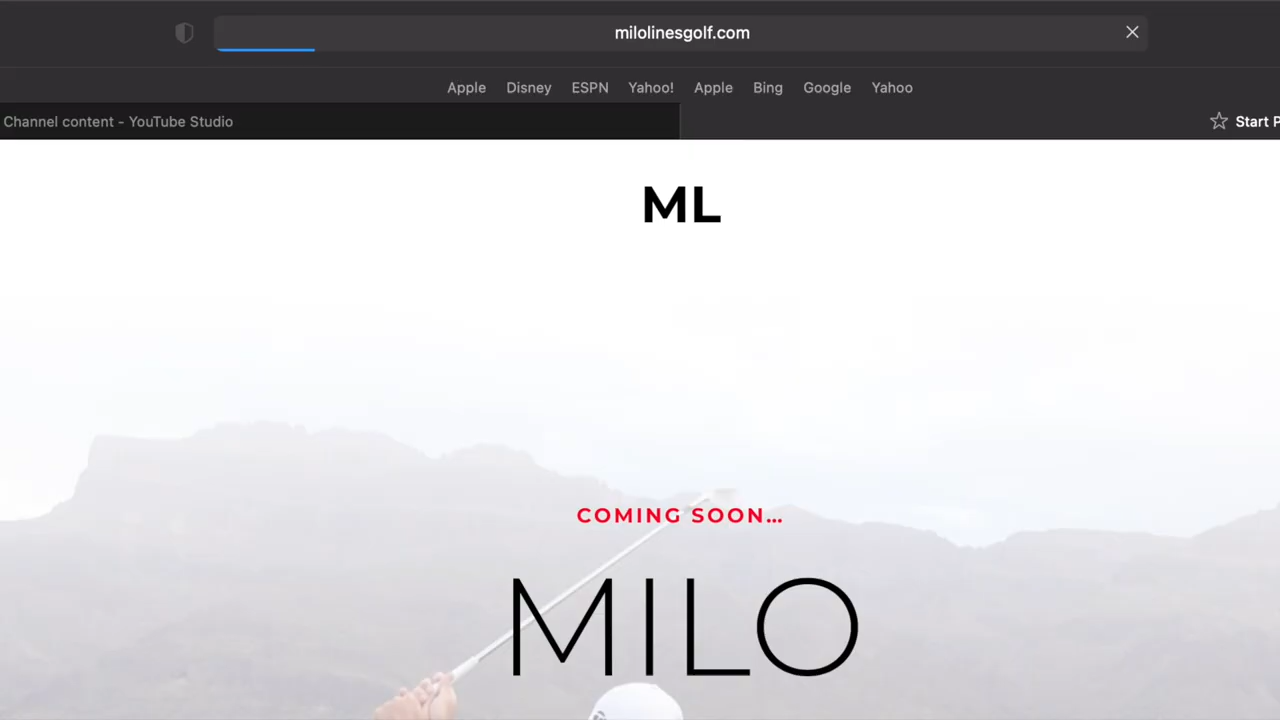 milolinesgolf.com
Apple Disney ESPN Yahoo! Apple Bing Google Yahoo
Channel content - YouTube Studio
Start P
ML
COMING SOON...
MILO